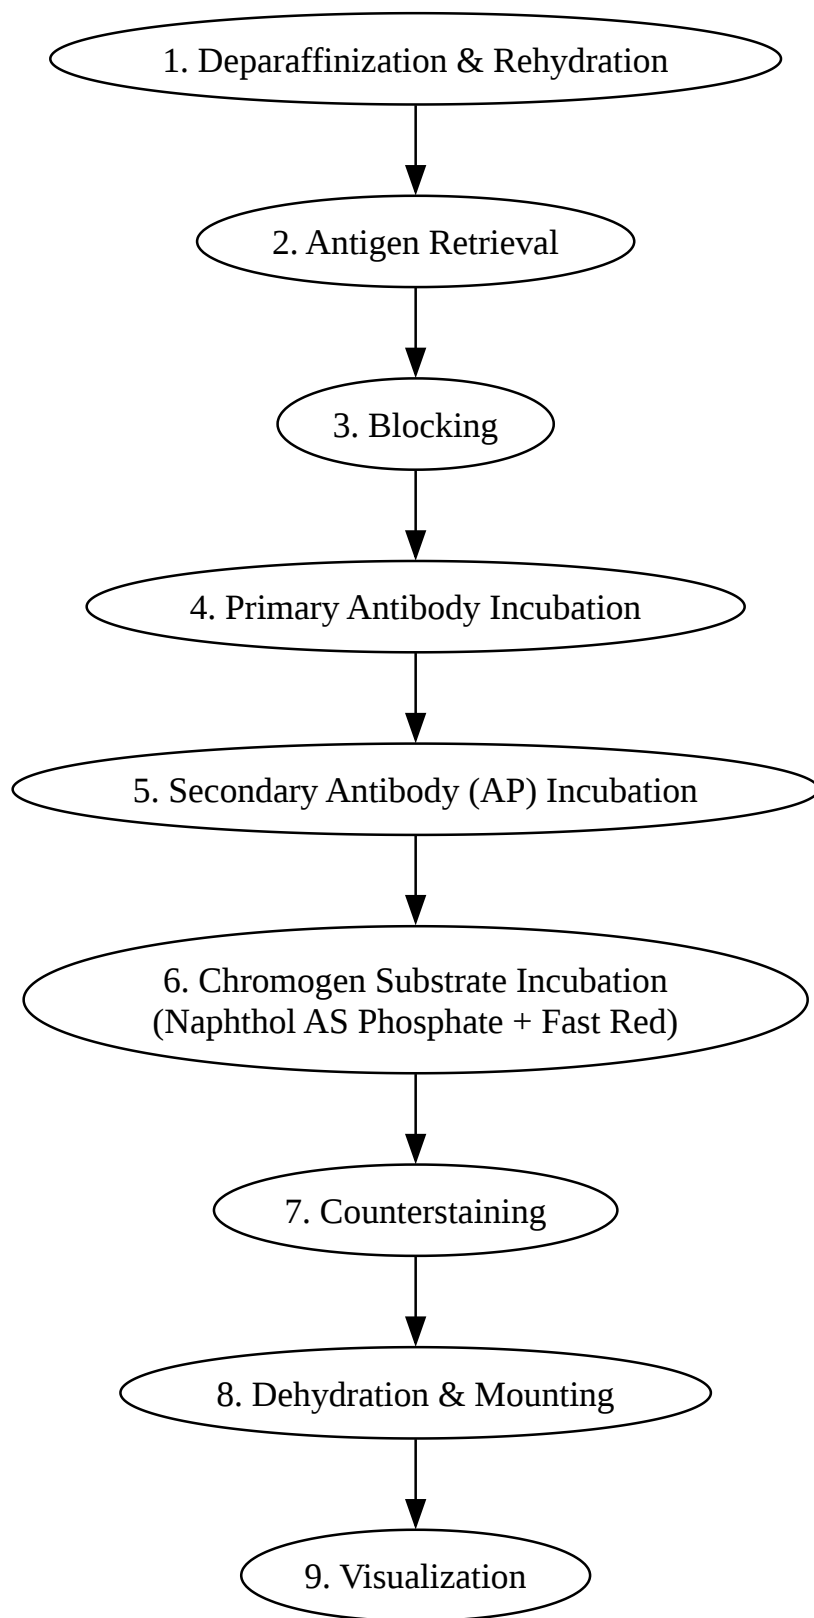 1. Deparaffinization & Rehydration
2. Antigen Retrieval
3. Blocking
4. Primary Antibody Incubation
5. Secondary Antibody (AP) Incubation
6. Chromogen Substrate Incubation
(Naphthol AS Phosphate + Fast Red)
7. Counterstaining
8. Dehydration & Mounting
9. Visualization